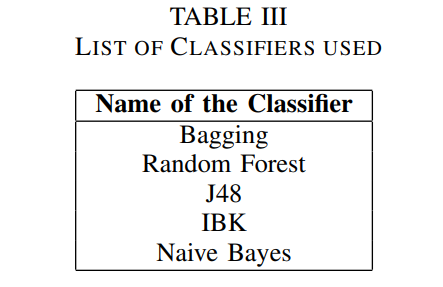 TABLE III
LIST OF CLASSIFIERS USED
Name of the Classifier
Bagging
Random Forest
J48
IBK
Naive Bayes